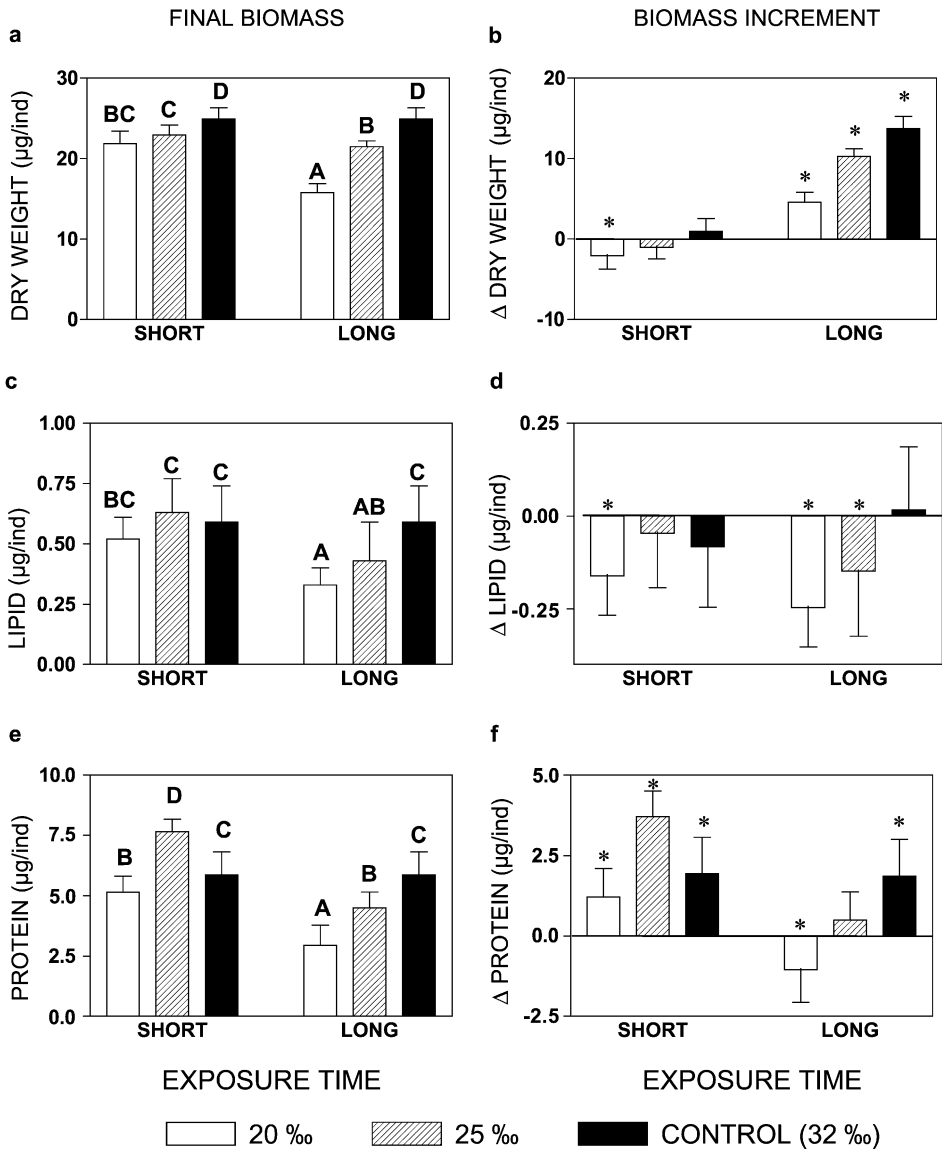 FINAL BIOMASS
BIOMASS INCREMENT
a
DRY WEIGHT (µg/ind)
30
20
10
0
BC
C
D
A
B
D
SHORT
LONG
b
Δ DRY WEIGHT (µg/ind)
20
10
0
-10
*
*
*
*
SHORT
LONG
c
LIPID (µg/ind)
1.00
0.75
0.50
0.25
0.00
BC
C
C
A
AB
C
SHORT
LONG
d
Δ LIPID (µg/ind)
0.25
0.00
-0.25
*
*
*
SHORT
LONG
e
PROTEIN (µg/ind)
10.0
7.5
5.0
2.5
0.0
B
D
C
A
B
C
SHORT
LONG
f
Δ PROTEIN (µg/ind)
5.0
2.5
0.0
-2.5
*
*
*
*
*
SHORT
LONG
EXPOSURE TIME
EXPOSURE TIME
20 ‰
25 ‰
CONTROL (32 ‰)